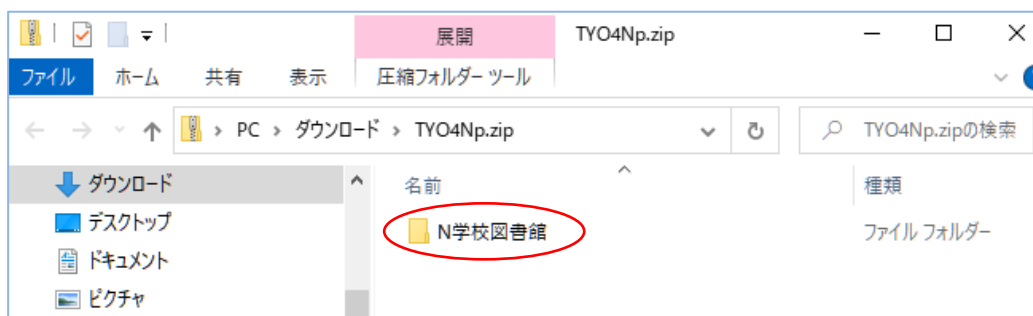 展開
TYO4Np.zip
ファイル ホーム 共有 表示 圧縮フォルダー ツール
PC › ダウンロード › TYO4Np.zip
TYO4Np.zipの検索
ダウンロード
名前
種類
デスクトップ
N学校図書館
ファイル フォルダー
ドキュメント
ピクチャ